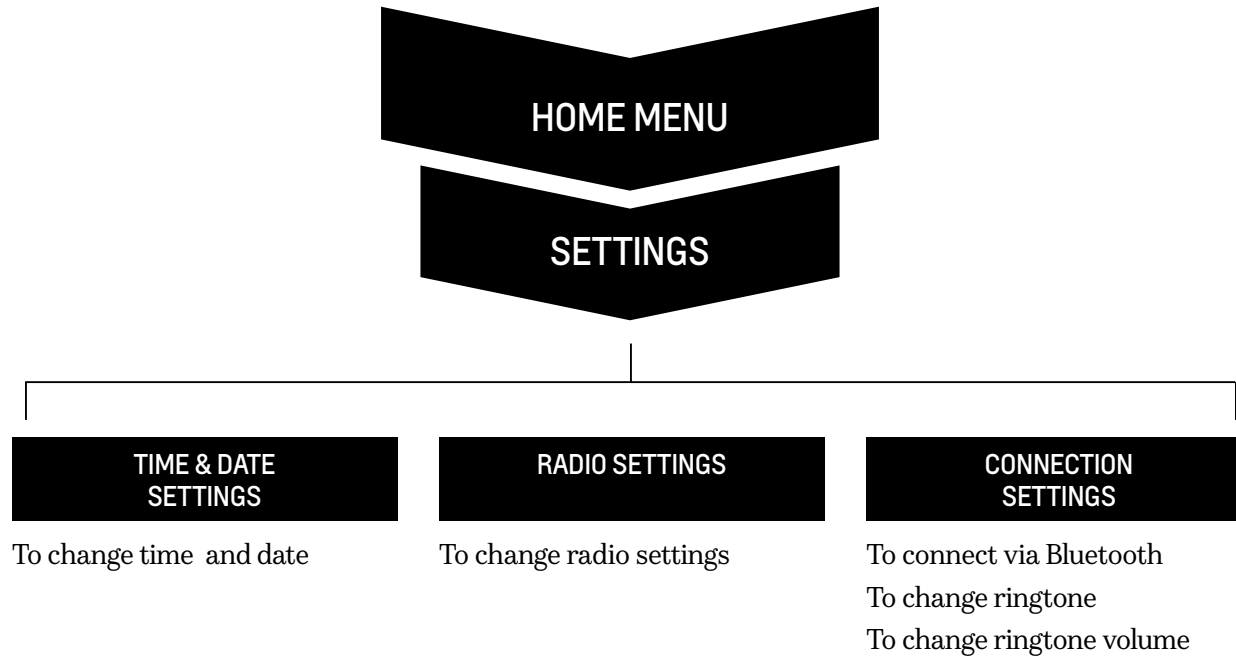 HOME MENU
SETTINGS
TIME & DATE
SETTINGS
To change time and date
RADIO SETTINGS
To change radio settings
CONNECTION
SETTINGS
To connect via Bluetooth
To change ringtone
To change ringtone volume